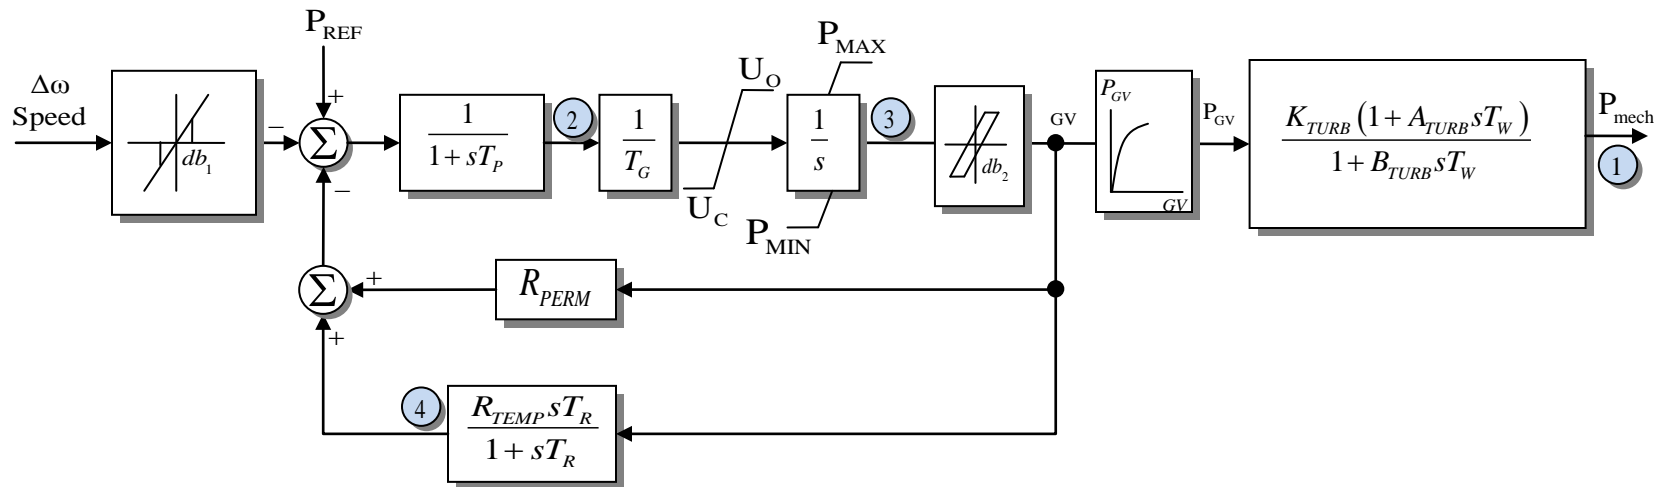 P_REF
Δω
Speed
db_1
−
+
Σ
−
1
1 + sT_P
2
1
T_G
U_O
U_C
1
s
P_MAX
P_MIN
3
db_2
GV
P_GV
GV
P_GV
K_TURB (1 + A_TURB sT_W)
1 + B_TURB sT_W
P_mech
1
Σ
+
+
R_PERM
4
R_TEMP sT_R
1 + sT_R